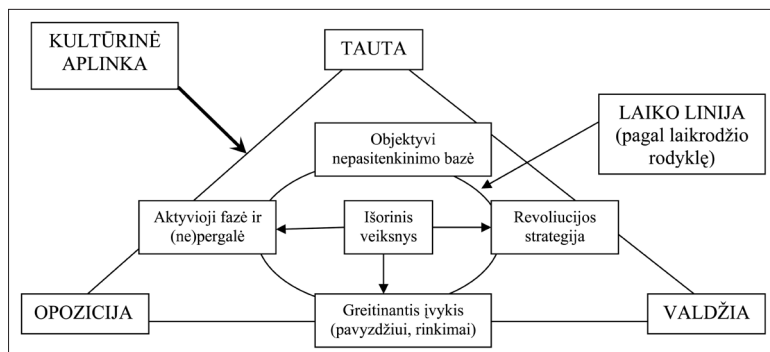 KULTŪRINĖ
APLINKA
TAUTA
LAIKO LINIJA
(pagal laikrodžio
rodyklę)
Objektyvi
nepasitenkinimo bazė
Aktyvioji fazė ir
(ne)pergalė
Išorinis
veiksnys
Revoliucijos
strategija
OPOZICIJA
Greitinantis įvykis
(pavyzdžiui, rinkimai)
VALDŽIA